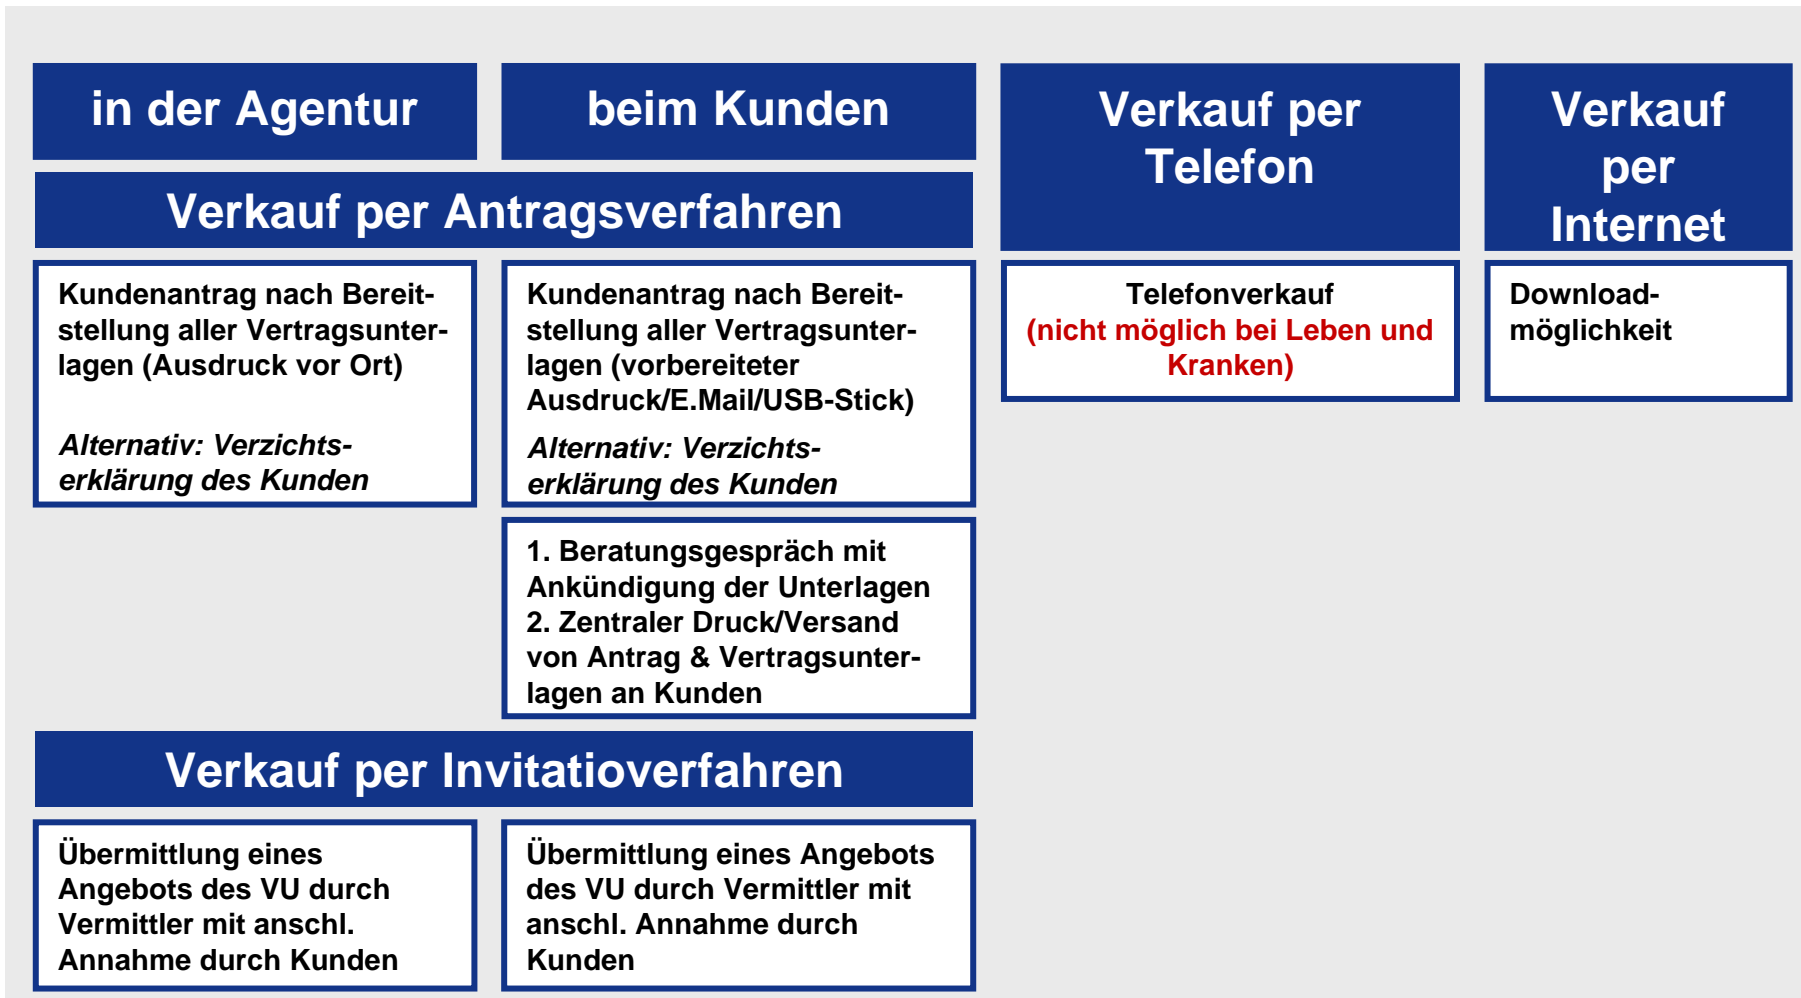 in der Agentur
beim Kunden
Verkauf per
Telefon
Verkauf
per
Internet
Verkauf per Antragsverfahren
Kundenantrag nach Bereit-
stellung aller Vertragsunter-
lagen (Ausdruck vor Ort)
Alternativ: Verzichts-
erklärung des Kunden
Kundenantrag nach Bereit-
stellung aller Vertragsunter-
lagen (vorbereiteter
Ausdruck/E.Mail/USB-Stick)
Alternativ: Verzichts-
erklärung des Kunden
Telefonverkauf
(nicht möglich bei Leben und
Kranken)
Download-
möglichkeit
1. Beratungsgespräch mit
Ankündigung der Unterlagen
2. Zentraler Druck/Versand
von Antrag & Vertragsunter-
lagen an Kunden
Verkauf per Invitatioverfahren
Übermittlung eines
Angebots des VU durch
Vermittler mit anschl.
Annahme durch Kunden
Übermittlung eines Angebots
des VU durch Vermittler mit
anschl. Annahme durch
Kunden